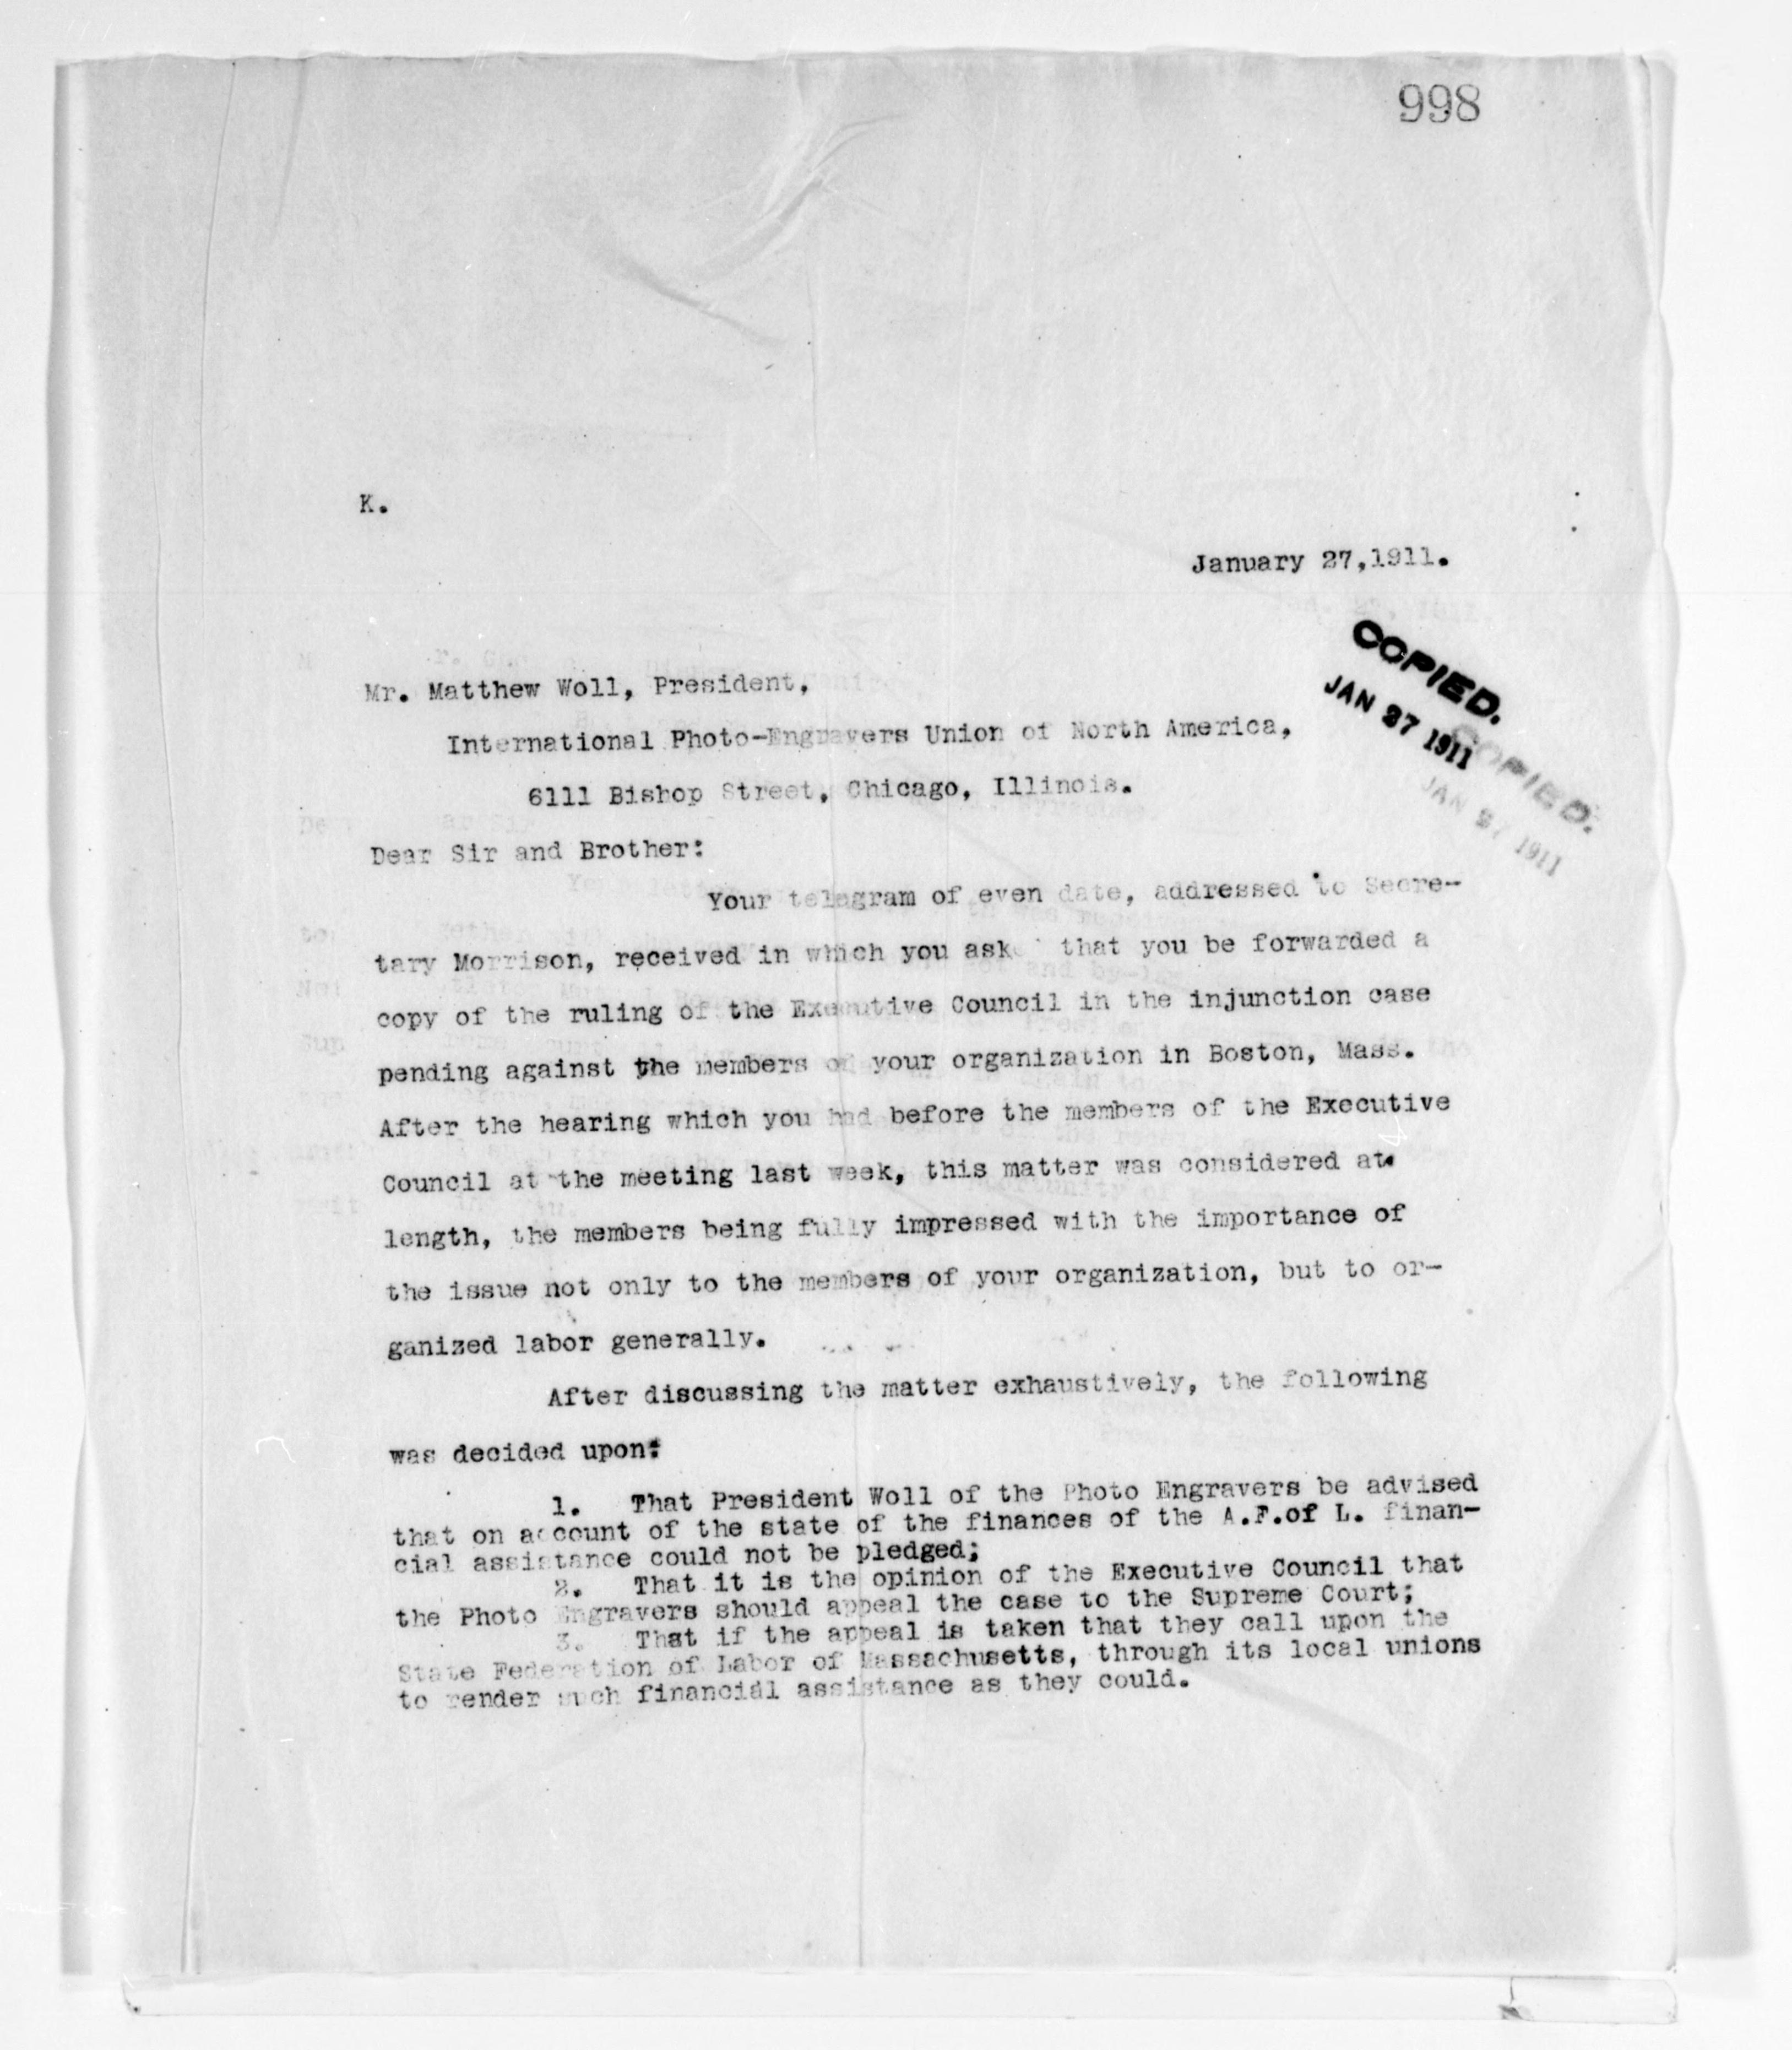 998
K.
January 27,1911.
COPIED.
JAN 27 1911
COPIED.
JAN 27 1911
Mr. Matthew Woll, President,
International Photo-Engravers Union of North America,
6111 Bishop Street, Chicago, Illinois.
Dear Sir and Brother:
Your telegram of even date, addressed to Secre-
tary Morrison, received in which you ask that you be forwarded a
copy of the ruling of the Executive Council in the injunction case
pending against the members of your organization in Boston, Mass.
After the hearing which you had before the members of the Executive
Council at the meeting last week, this matter was considered at
length, the members being fully impressed with the importance of
the issue not only to the members of your organization, but to or-
ganized labor generally.
After discussing the matter exhaustively, the following
was decided upon:
1. That President Woll of the Photo Engravers be advised
that on account of the state of the finances of the A.F.of L. finan-
cial assistance could not be pledged;
2. That it is the opinion of the Executive Council that
the Photo Engravers should appeal the case to the Supreme Court;
3. That if the appeal is taken that they call upon the
State Federation of Labor of Massachusetts, through its local unions
to render such financial assistance as they could.